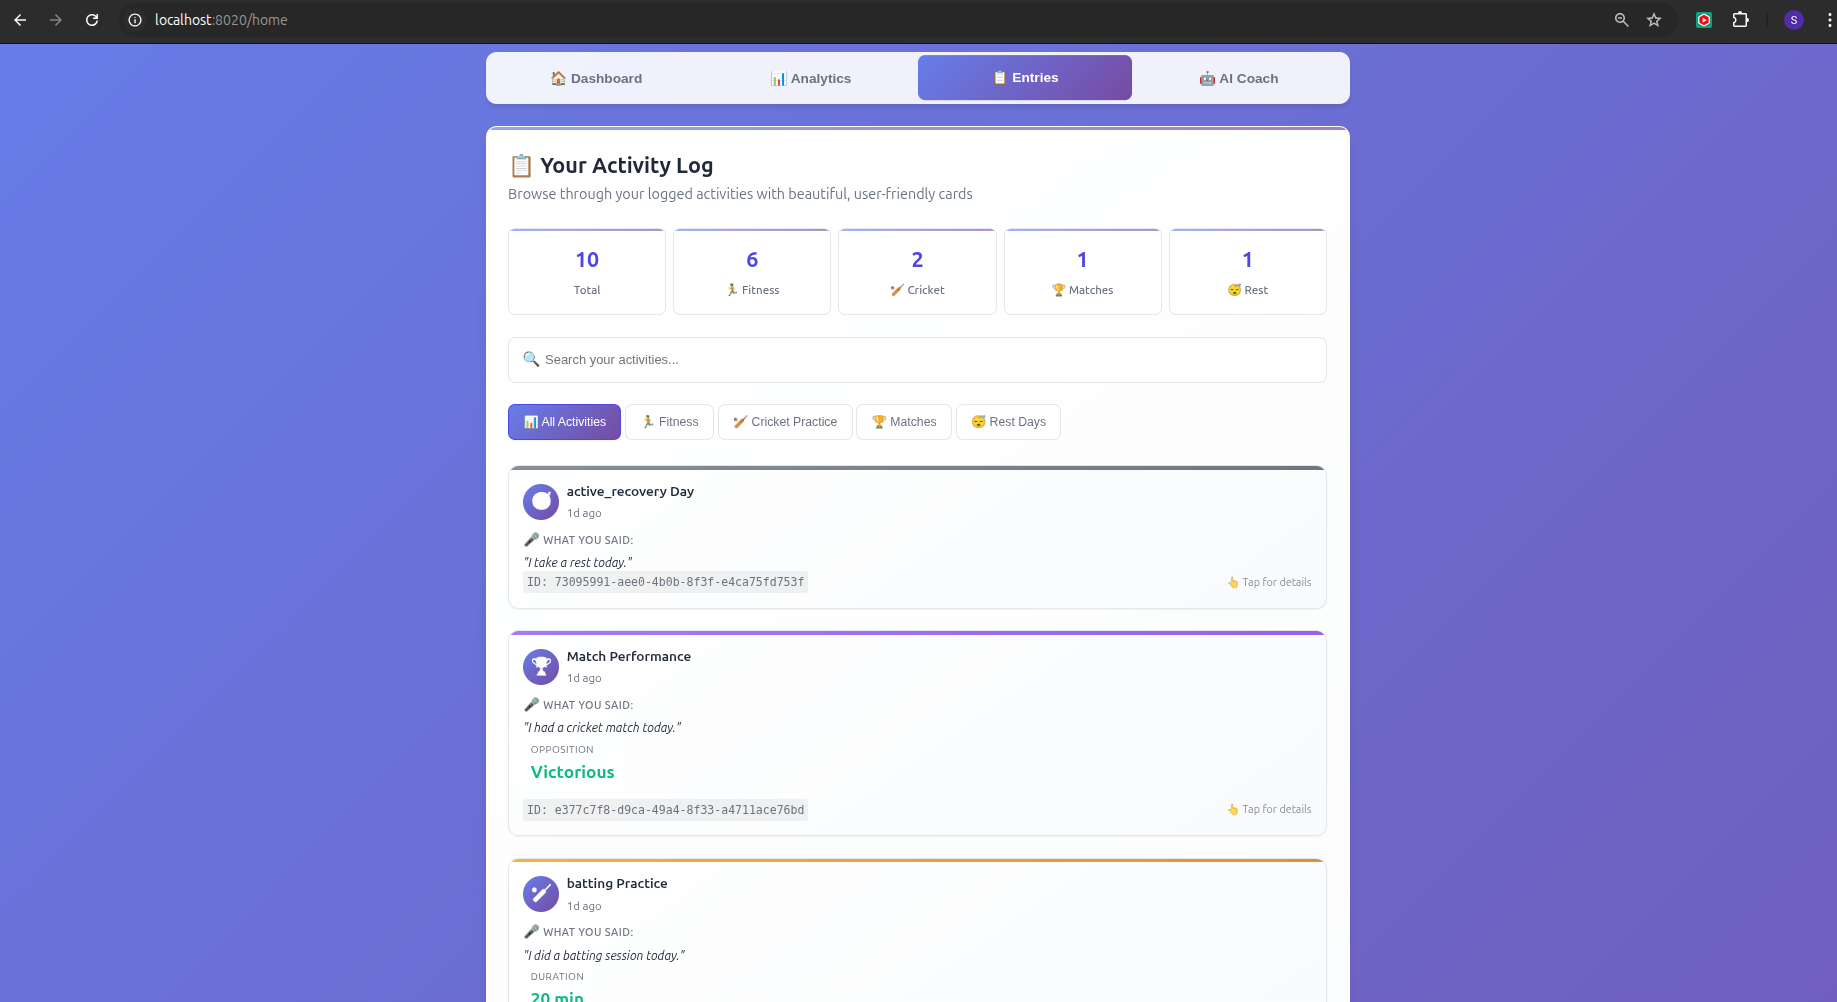 localhost:8020/home
S
Dashboard
Analytics
Entries
AI Coach
Your Activity Log
Browse through your logged activities with beautiful, user-friendly cards
10
Total
6
Fitness
2
Cricket
1
Matches
1
Rest
Search your activities...
All Activities
Fitness
Cricket Practice
Matches
Rest Days
active_recovery Day
1d ago
WHAT YOU SAID:
"I take a rest today."
ID: 73095991-aee0-4b0b-8f3f-e4ca75fd753f
Tap for details
Match Performance
1d ago
WHAT YOU SAID:
"I had a cricket match today."
OPPOSITION
Victorious
ID: e377c7f8-d9ca-49a4-8f33-a4711ace76bd
Tap for details
batting Practice
1d ago
WHAT YOU SAID:
"I did a batting session today."
DURATION
20 min